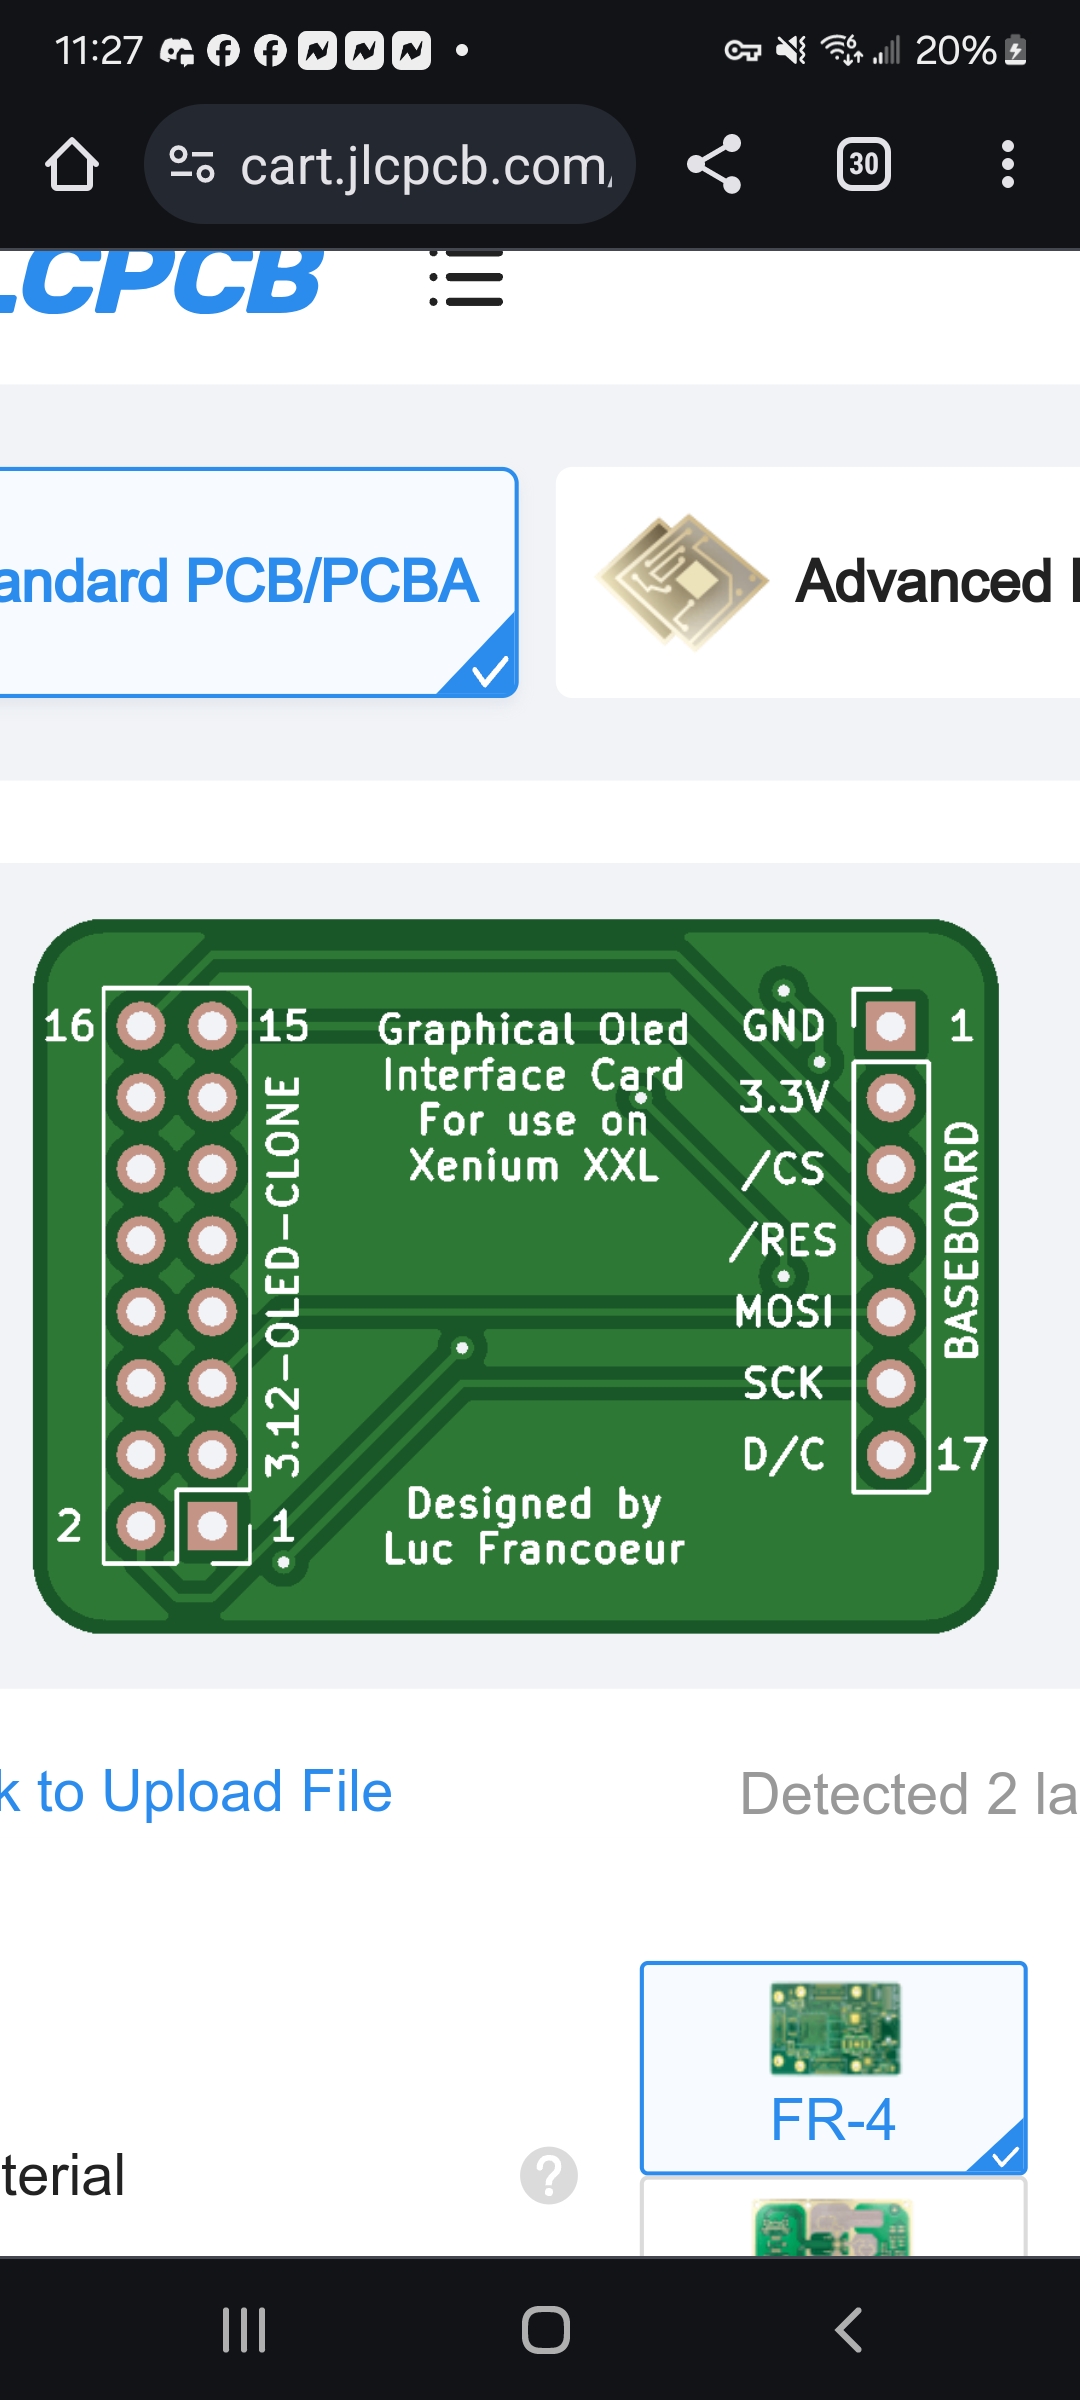 11:27
20%
cart.jlcpcb.com/
30
LCPCB
andard PCB/PCBA
Advanced
16
15
3.12-OLED-CLONE
2
1
Graphical Oled
Interface Card
For use on
Xenium XXL
GND
3.3V
/CS
/RES
MOSI
SCK
D/C
1
BASEBOARD
17
Designed by
Luc Francoeur
k to Upload File
Detected 2 la
terial
?
FR-4